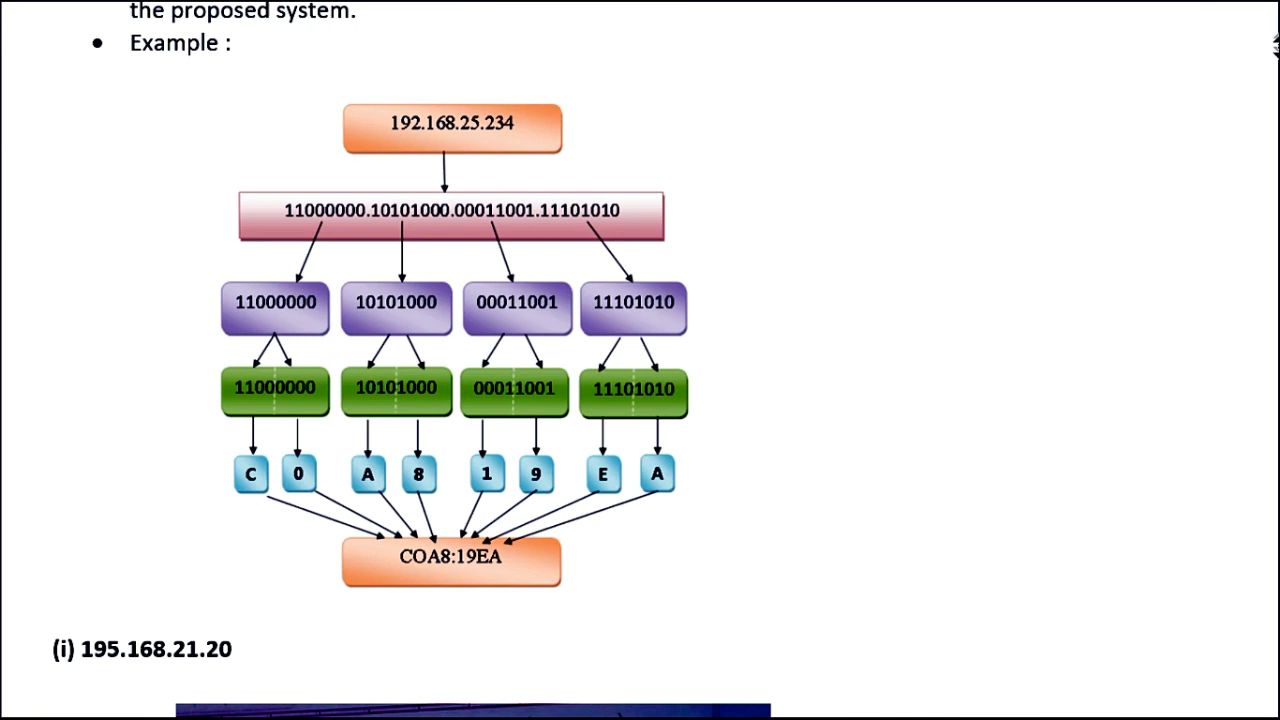 the proposed system.
• Example :
192.168.25.234
11000000.10101000.00011001.11101010
11000000 10101000 00011001 11101010
11000000 10101000 00011001 11101010
C 0 A 8 1 9 E A
COA8:19EA
(i) 195.168.21.20